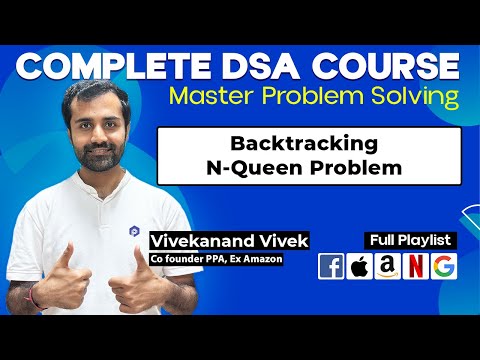 COMPLETE DSA COURSE
Master Problem Solving
Backtracking
N-Queen Problem
Vivekanand Vivek
Co founder PPA, Ex Amazon
Full Playlist
f a N G